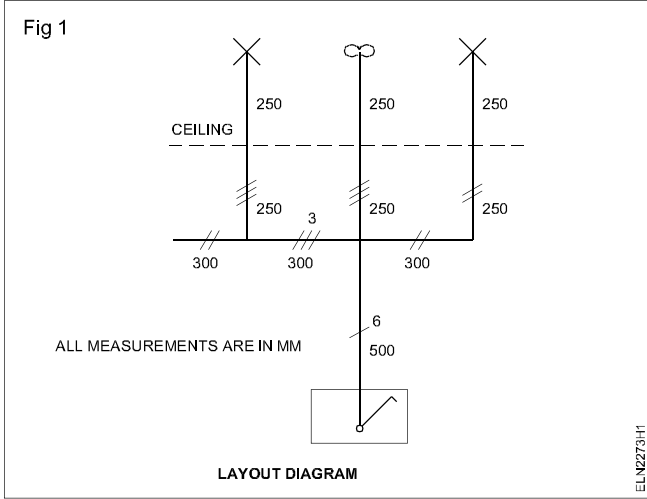 Fig 1
250 250 250
CEILING
250 250 250
3
300 300 300
6
ALL MEASUREMENTS ARE IN MM 500
LAYOUT DIAGRAM
ELN2273H1